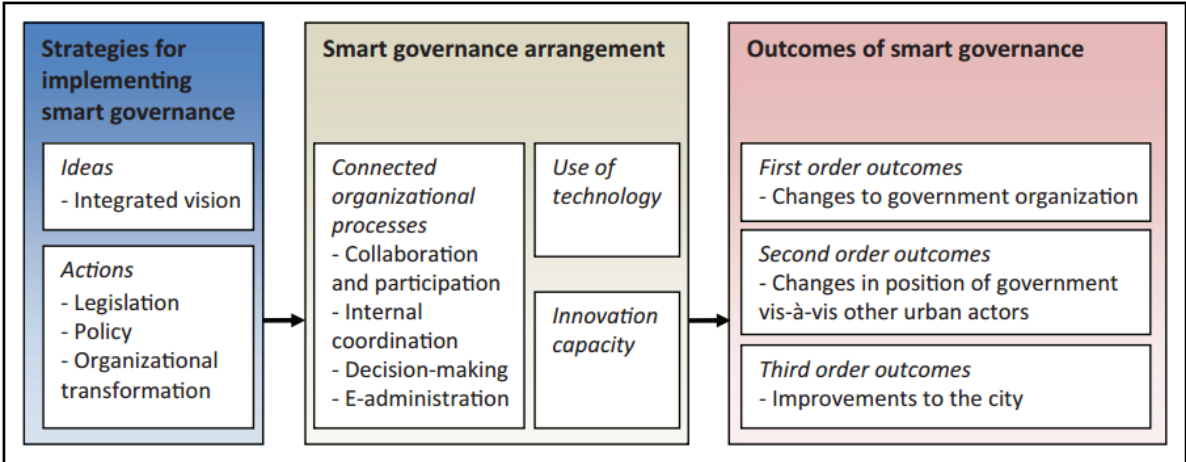 Strategies for
implementing
smart governance
Ideas
- Integrated vision
Actions
- Legislation
- Policy
- Organizational
transformation
Smart governance arrangement
Connected
organizational
processes
- Collaboration
and participation
- Internal
coordination
- Decision-making
- E-administration
Use of
technology
Innovation
capacity
Outcomes of smart governance
First order outcomes
- Changes to government organization
Second order outcomes
- Changes in position of government
vis-à-vis other urban actors
Third order outcomes
- Improvements to the city